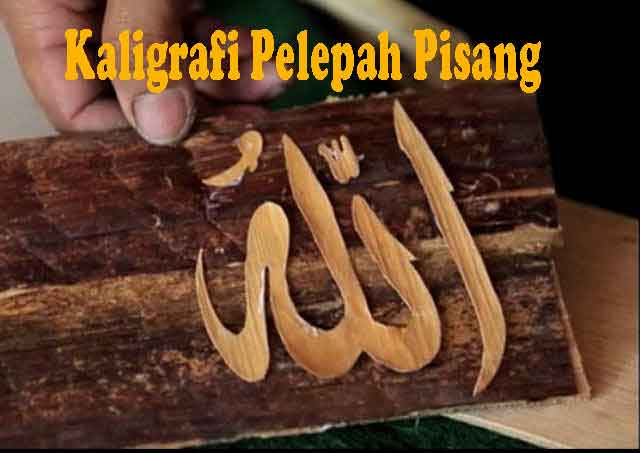 Kaligrafi Pelepah Pisang
اللهُ